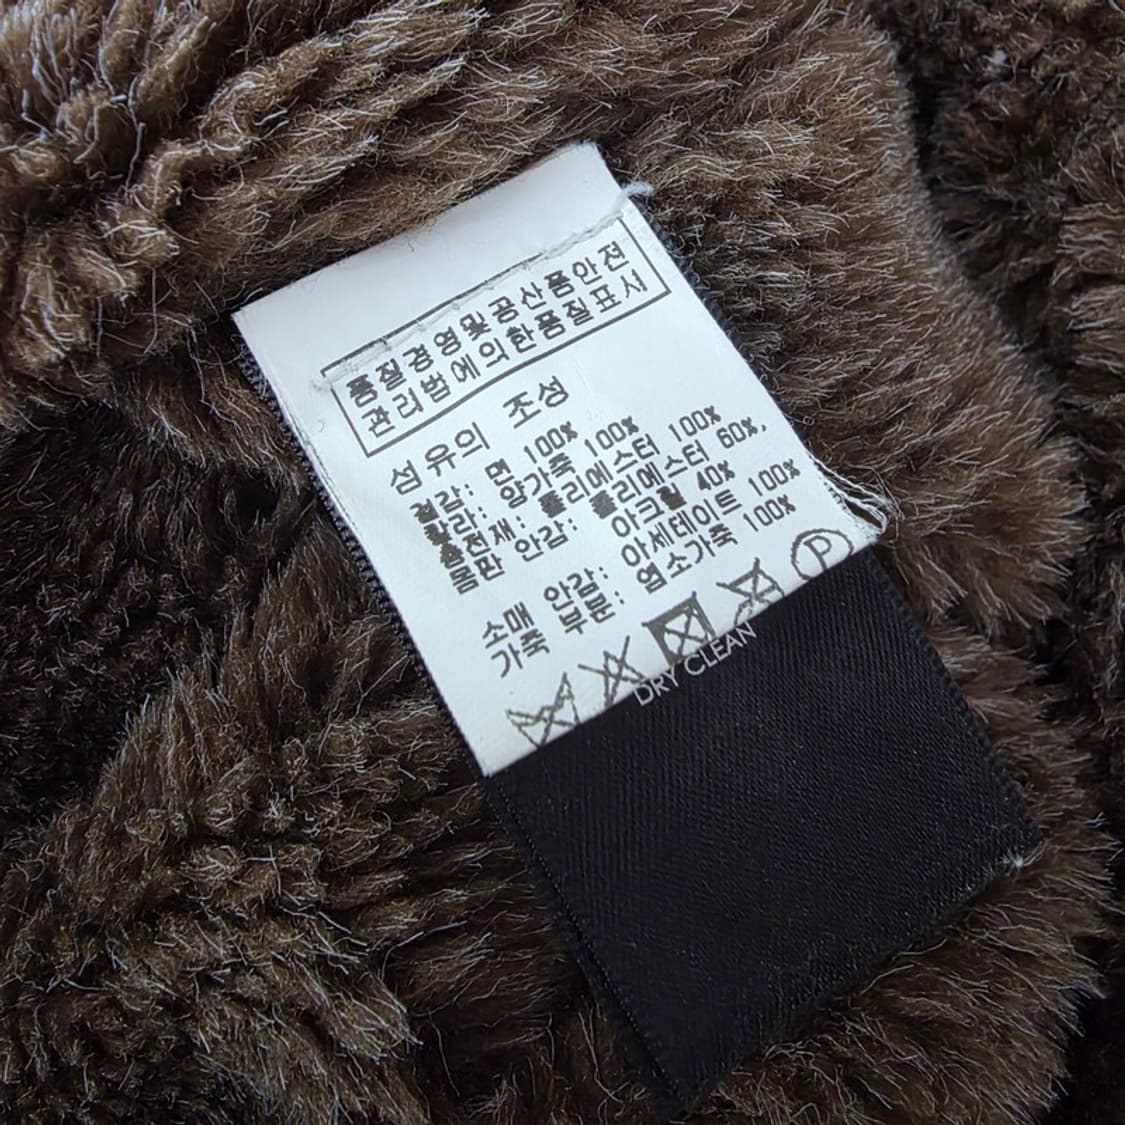 품질경영및공산품안전
관리법에의한품질표시
섬유의 조성
겉감: 면 100%
칼라: 양가죽 100%
충전재: 폴리에스터 100%
몸판 안감: 폴리에스터 60%,
아크릴 40%
소매 안감: 아세테이트 100%
가죽 부분: 염소가죽 100%
P
DRY CLEAN